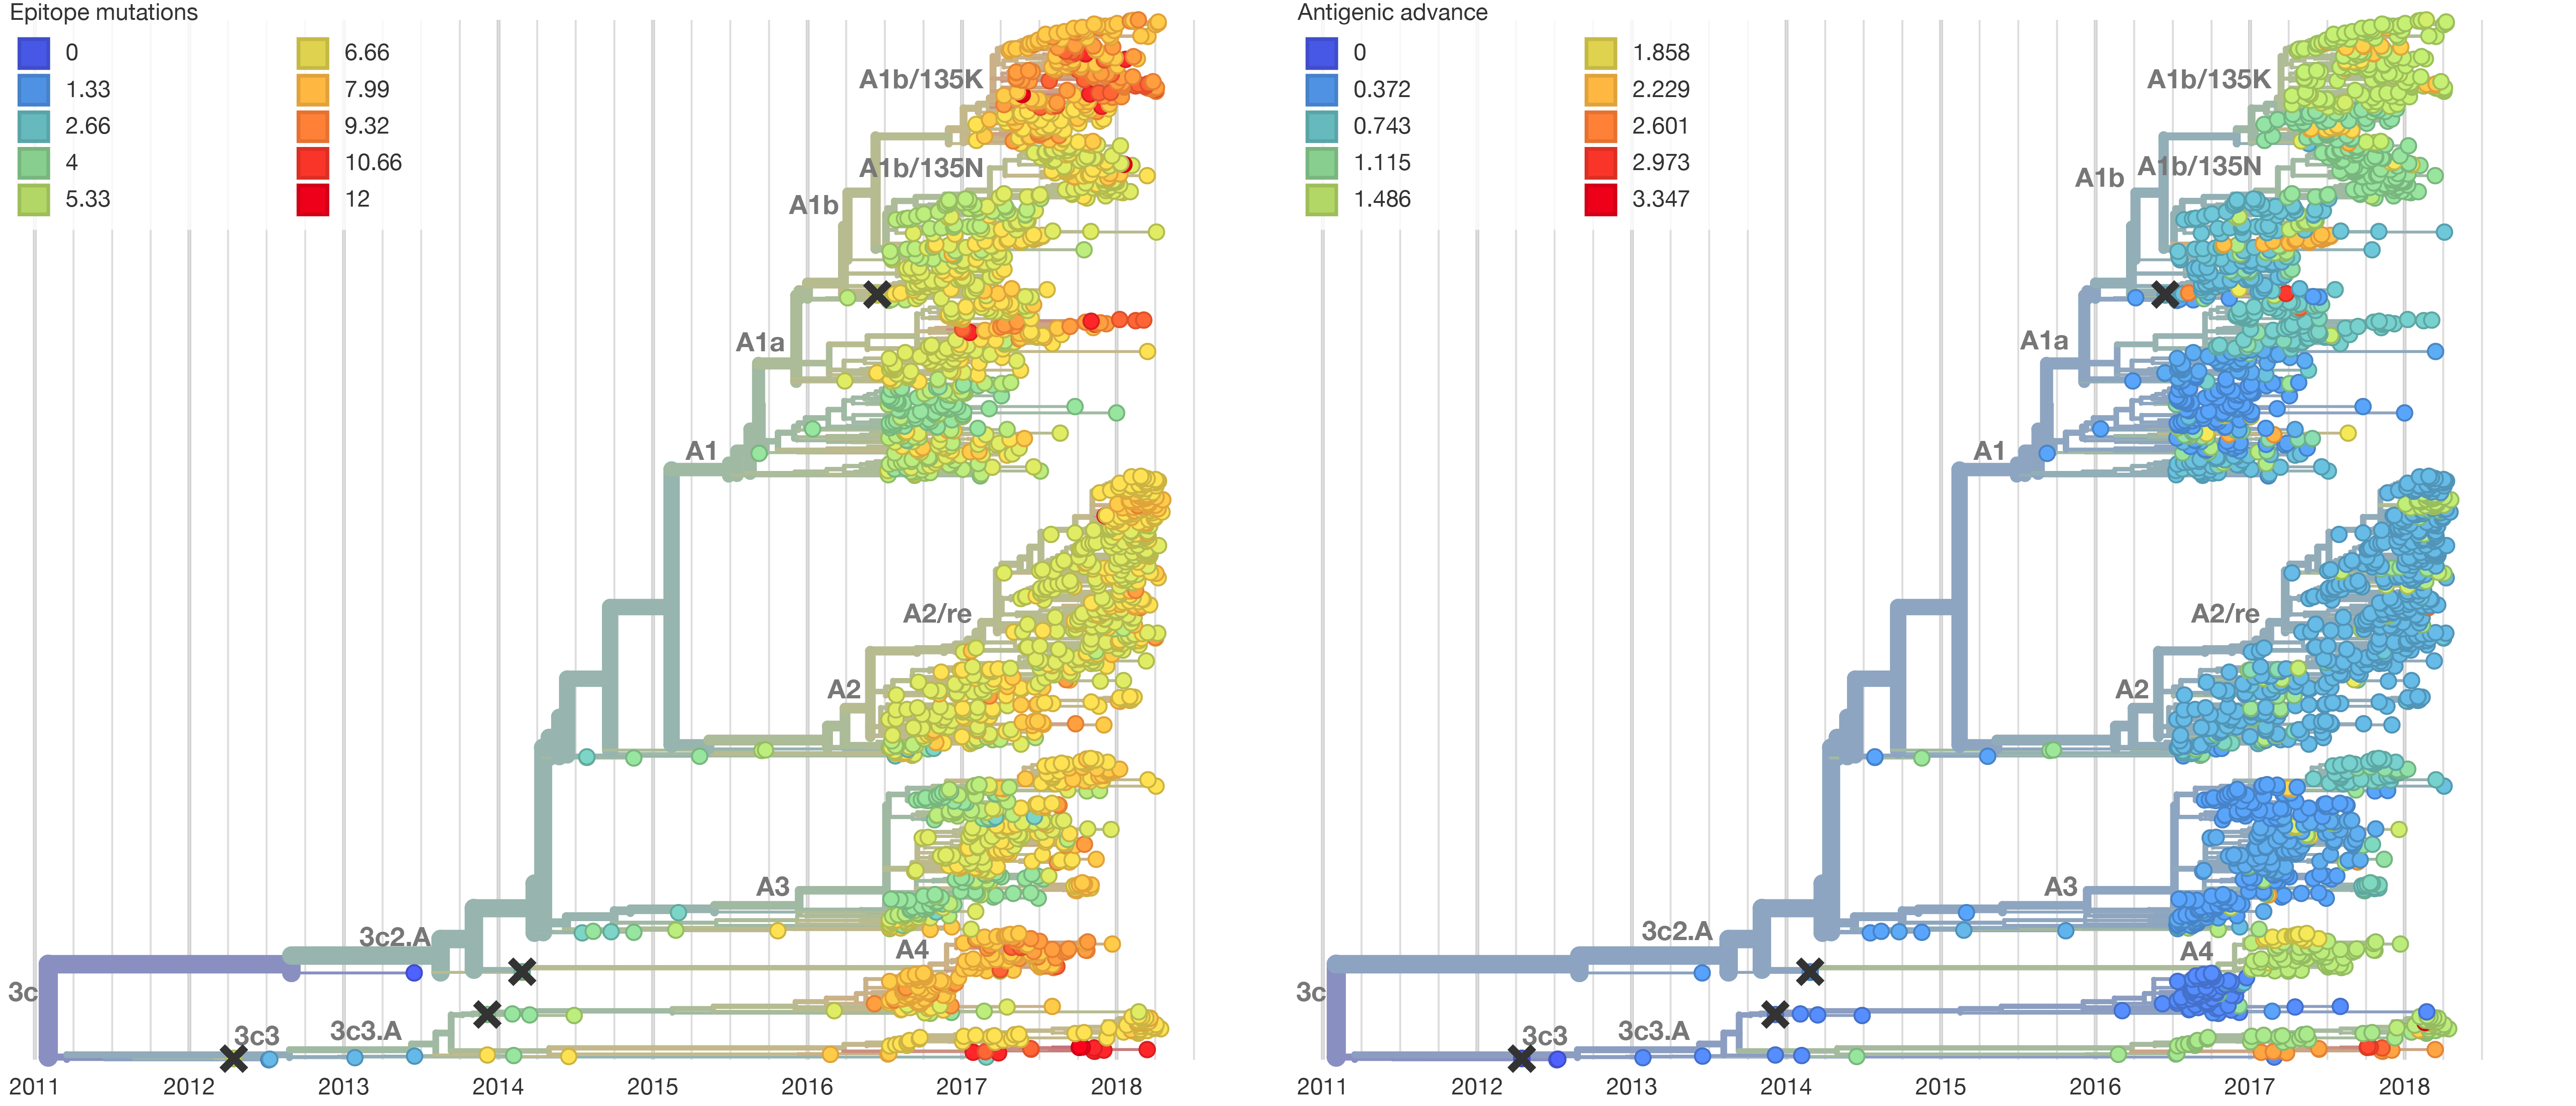 Epitope mutations
0
1.33
2.66
4
5.33
6.66
7.99
9.32
10.66
12
A1b/135K
A1b/135N
A1b
A1a
A1
A2/re
A2
A3
A4
3c2.A
3c
3c3
3c3.A
2011 2012 2013 2014 2015 2016 2017 2018
Antigenic advance
0
0.372
0.743
1.115
1.486
1.858
2.229
2.601
2.973
3.347
A1b/135K
A1b/135N
A1b
A1a
A1
A2/re
A2
A3
A4
3c2.A
3c
3c3
3c3.A
2011 2012 2013 2014 2015 2016 2017 2018